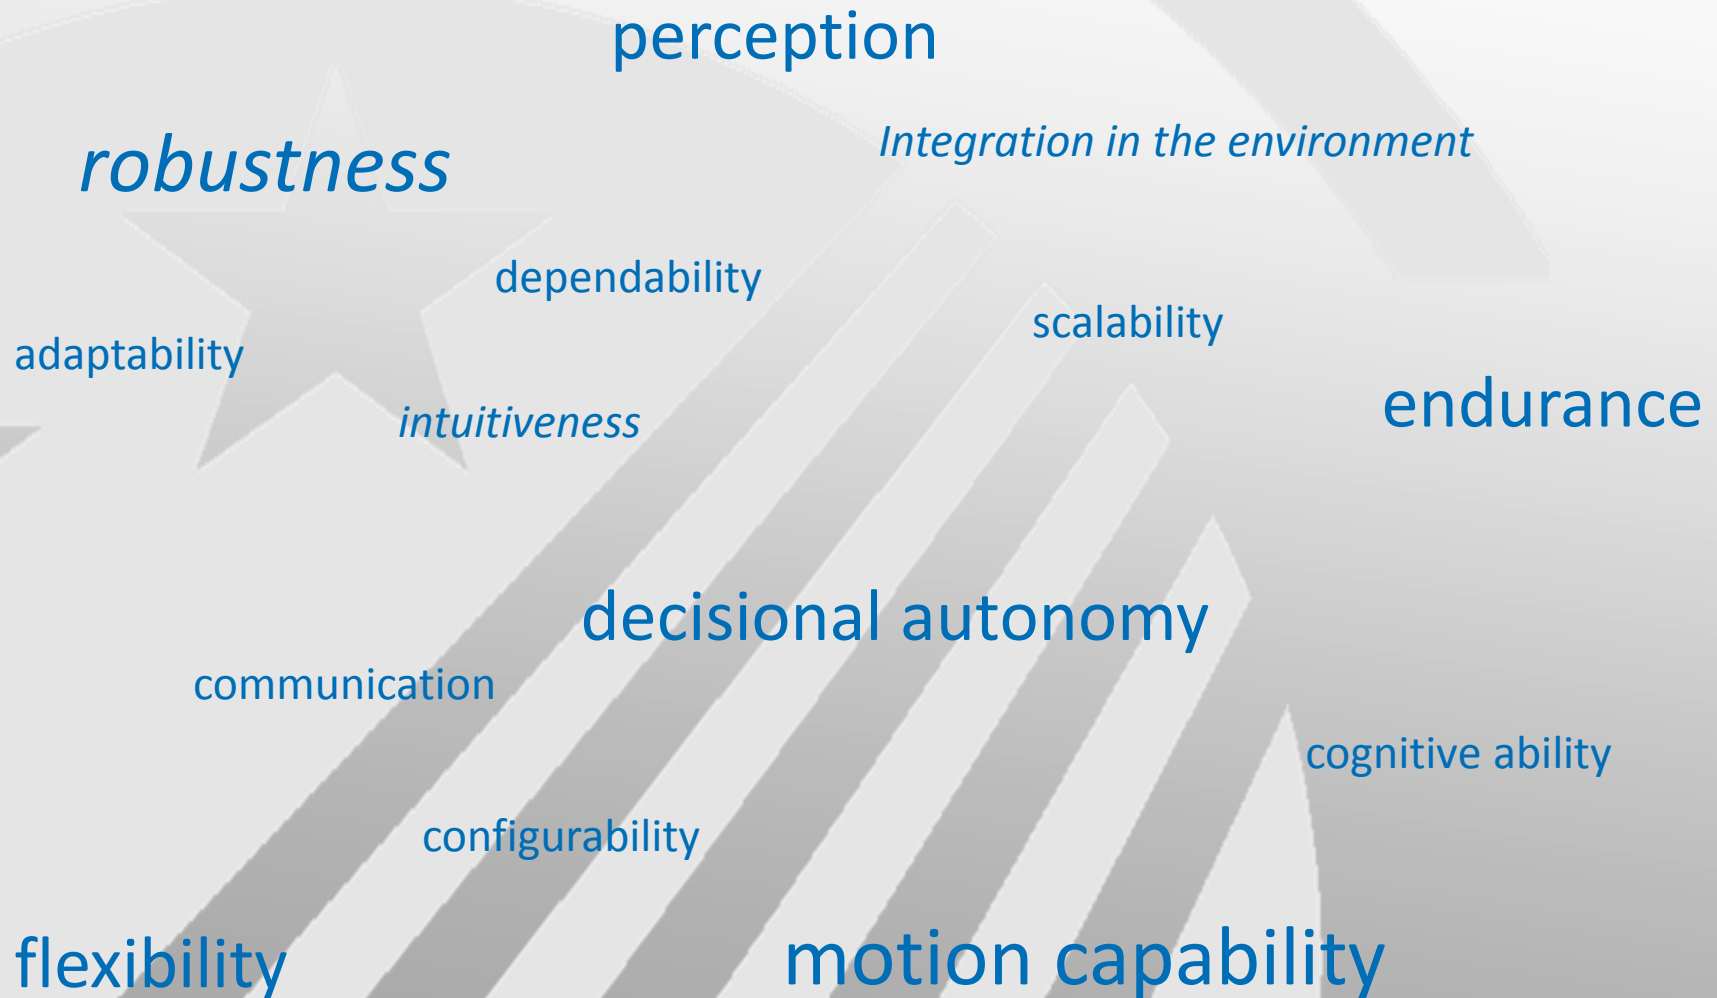 perception
Integration in the environment
robustness
dependability
scalability
adaptability
endurance
intuitiveness
decisional autonomy
communication
cognitive ability
configurability
flexibility
motion capability